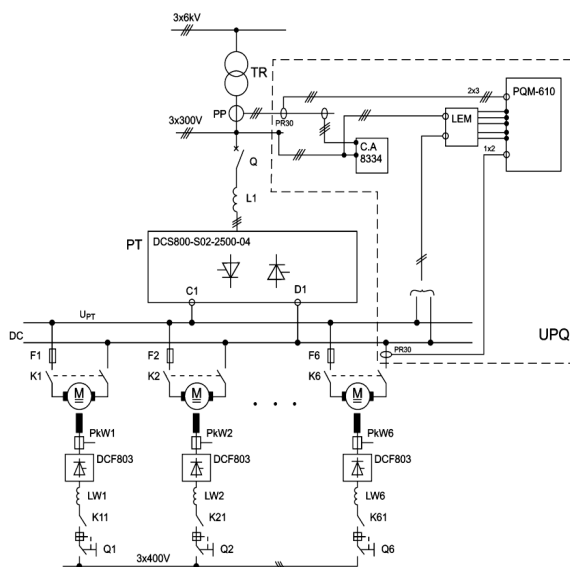 3x6kV
TR
2x3
PQM-610
PP
PR30
LEM
3x300V
C.A
8334
1x2
Q
L1
PT
DCS800-S02-2500-04
C1
D1
UPT
DC
UPQ
F1
F2
F6
PR30
K1
K2
K6
M
M
M
. . .
PkW1
PkW2
PkW6
DCF803
DCF803
DCF803
LW1
LW2
LW6
K11
K21
K61
Q1
Q2
Q6
3x400V